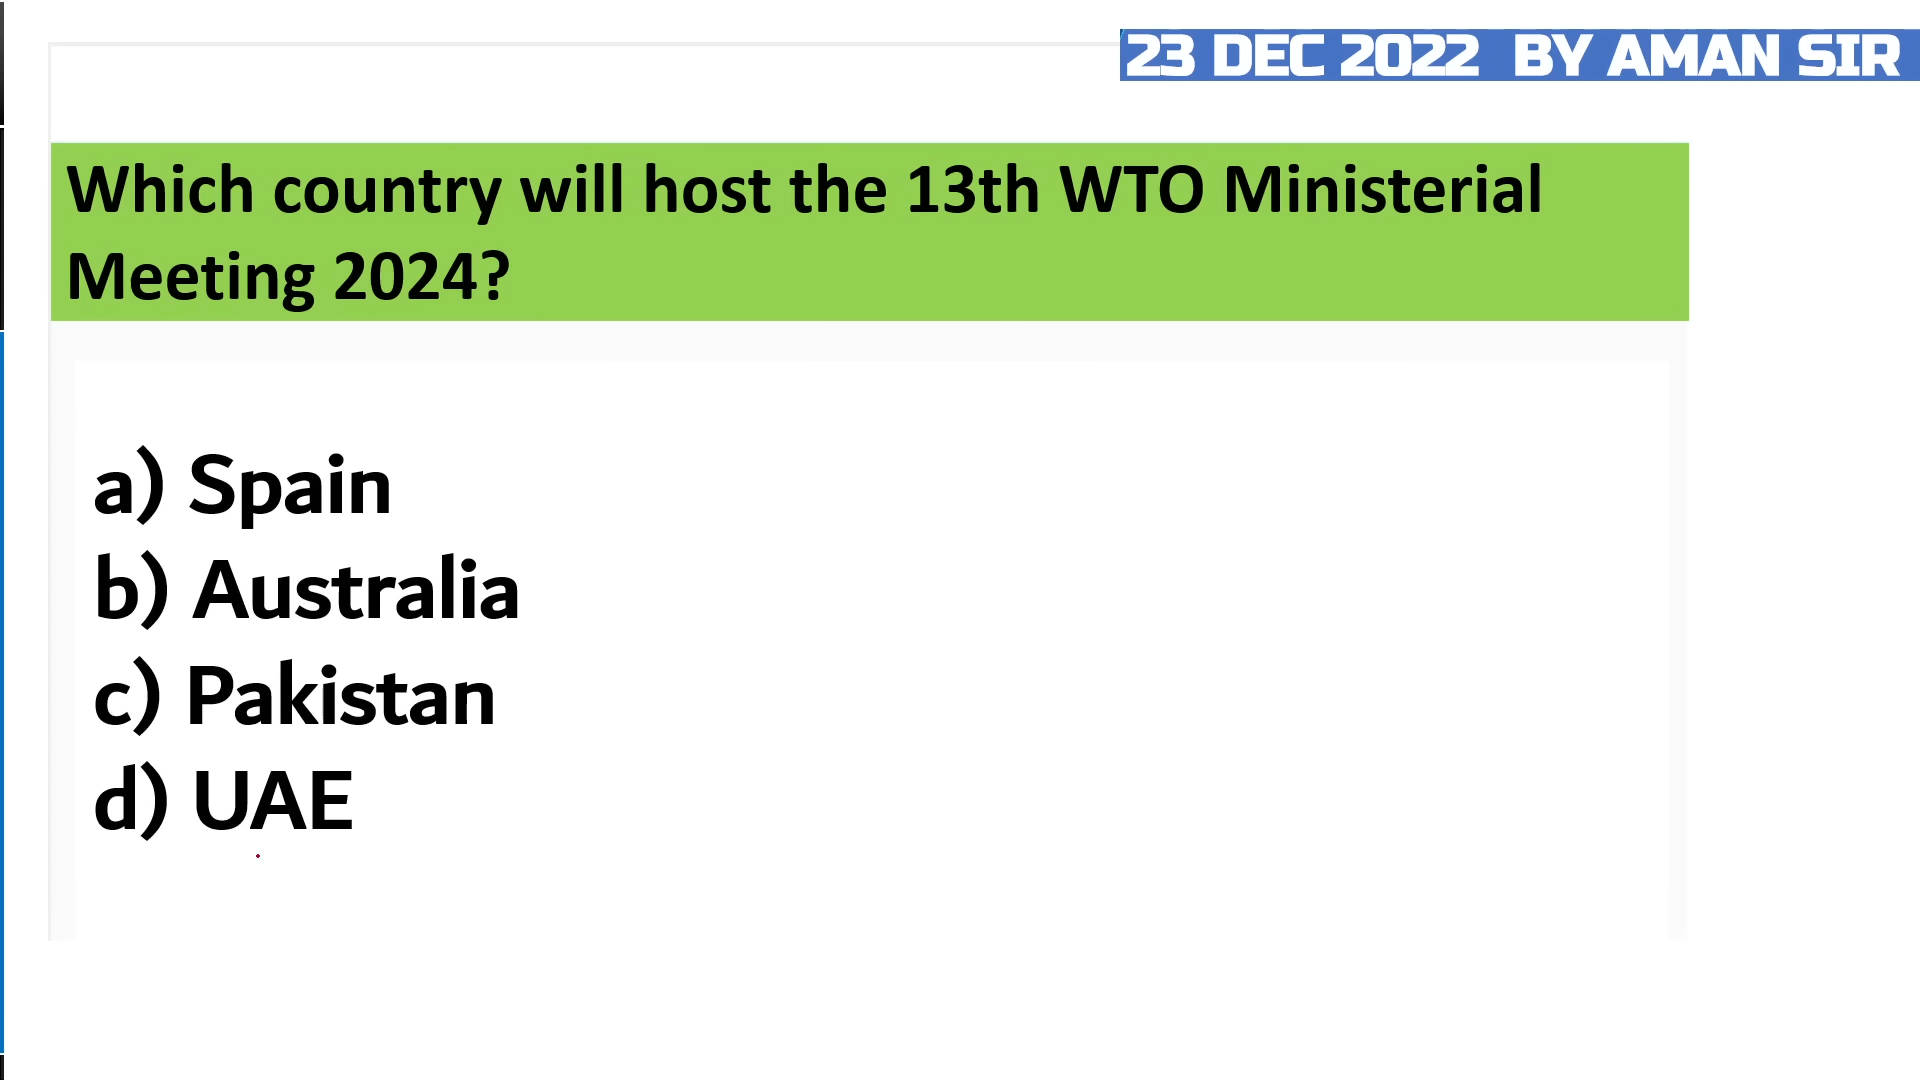 23 DEC 2022 BY AMAN SIR
Which country will host the 13th WTO Ministerial
Meeting 2024?
a) Spain
b) Australia
c) Pakistan
d) UAE